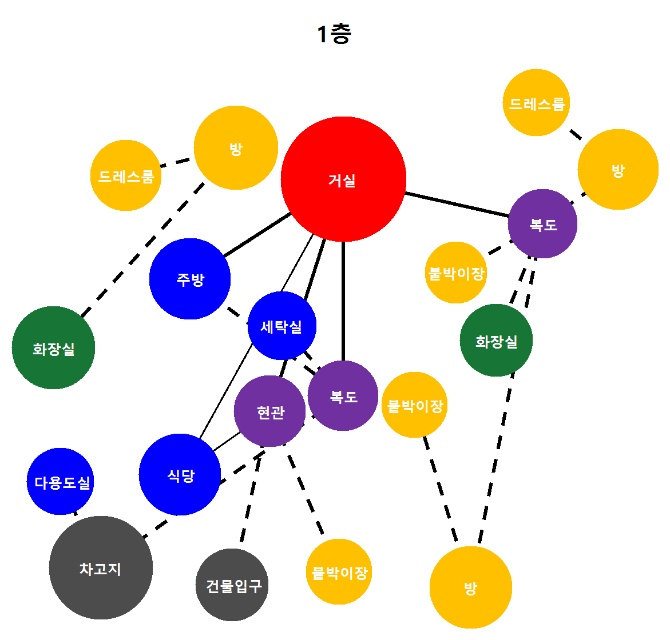 1층
드레스룸
방
드레스룸
방
거실
복도
붙박이장
주방
세탁실
화장실
화장실
현관
복도
붙박이장
식당
다용도실
차고지
건물입구
붙박이장
방